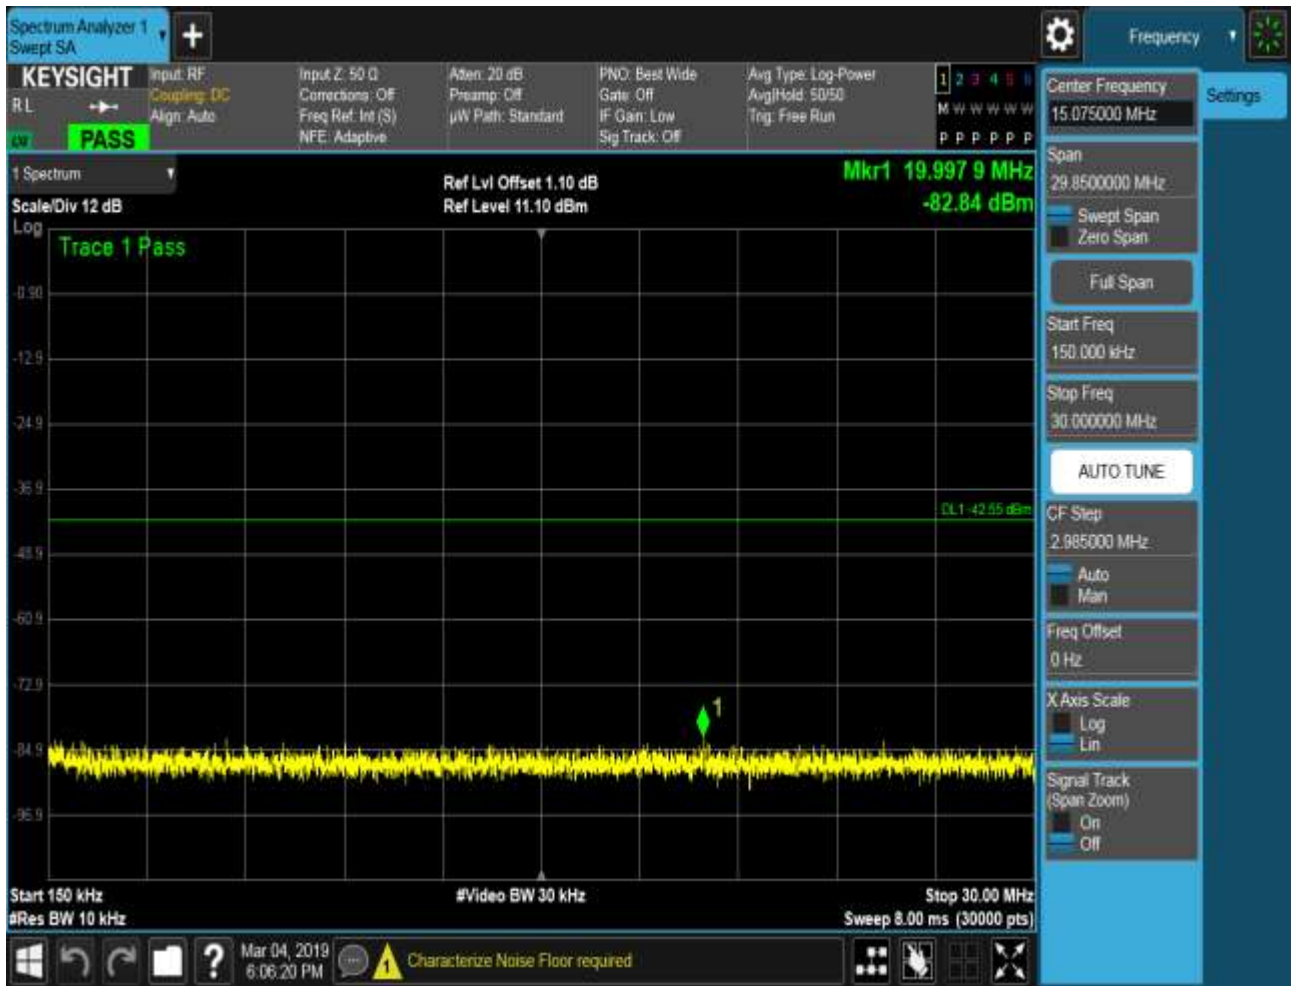 Spectrum Analyzer 1
Swept SA
Frequency
KEYSIGHT
R L
PASS
Input: RF
Coupling: DC
Align: Auto
Input Z: 50 Ω
Corrections: Off
Freq Ref: Int (S)
NFE: Adaptive
Atten: 20 dB
Preamp: Off
µW Path: Standard
PNO: Best Wide
Gate: Off
IF Gain: Low
Sig Track: Off
Avg Type: Log-Power
Avg|Hold: 50/50
Trig: Free Run
1 2 3 4 5 6
M W W W W W
P P P P P P
1 Spectrum
Scale/Div 12 dB
Ref Lvl Offset 1.10 dB
Ref Level 11.10 dBm
Mkr1 19.997 9 MHz
-82.84 dBm
Log
Trace 1 Pass
-0.90
-12.9
-24.9
-36.9
DL1 -42.55 dBm
-48.9
-60.9
-72.9
1
-84.9
-96.9
Start 150 kHz
#Video BW 30 kHz
Stop 30.00 MHz
#Res BW 10 kHz
Sweep 8.00 ms (30000 pts)
Center Frequency
15.075000 MHz
Settings
Span
29.8500000 MHz
Swept Span
Zero Span
Full Span
Start Freq
150.000 kHz
Stop Freq
30.000000 MHz
AUTO TUNE
CF Step
2.985000 MHz
Auto
Man
Freq Offset
0 Hz
X Axis Scale
Log
Lin
Signal Track
(Span Zoom)
On
Off
?
Mar 04, 2019
6:06:20 PM
1
Characterize Noise Floor required